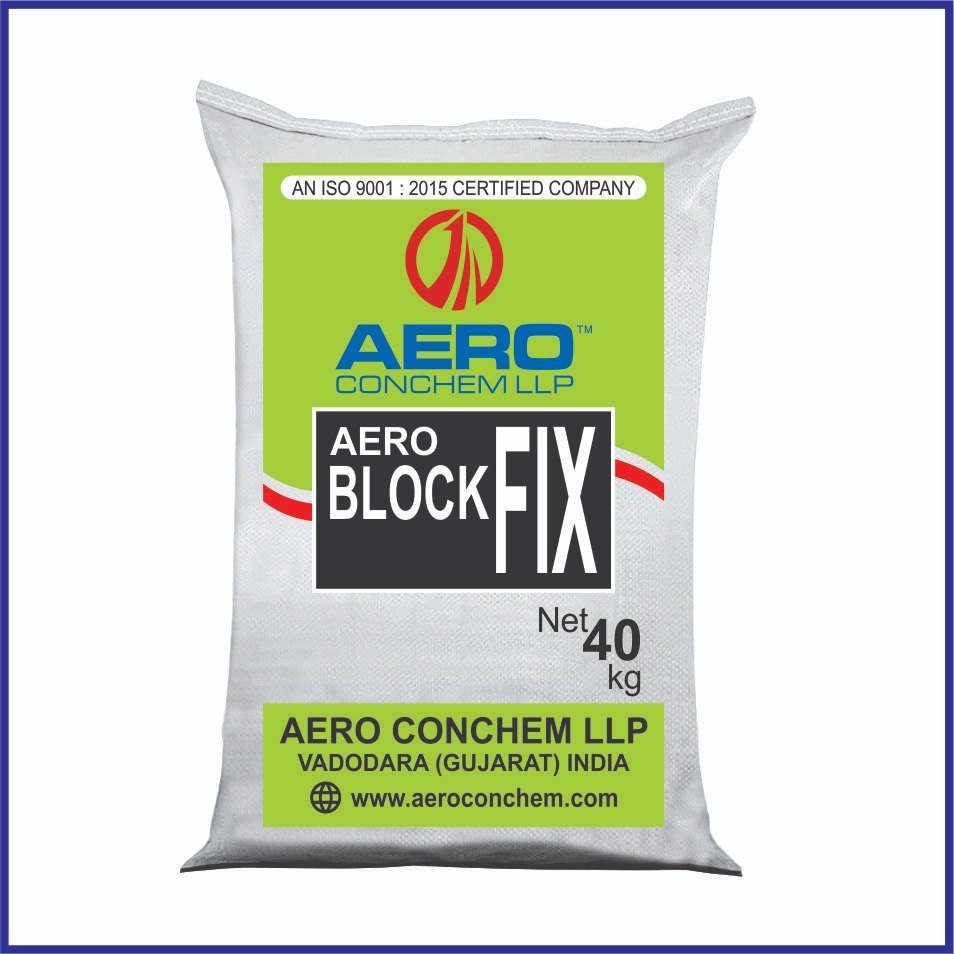 AN ISO 9001 : 2015 CERTIFIED COMPANY
AERO™
CONCHEM LLP
AERO
BLOCK FIX
Net 40
kg
AERO CONCHEM LLP
VADODARA (GUJARAT) INDIA
www.aeroconchem.com